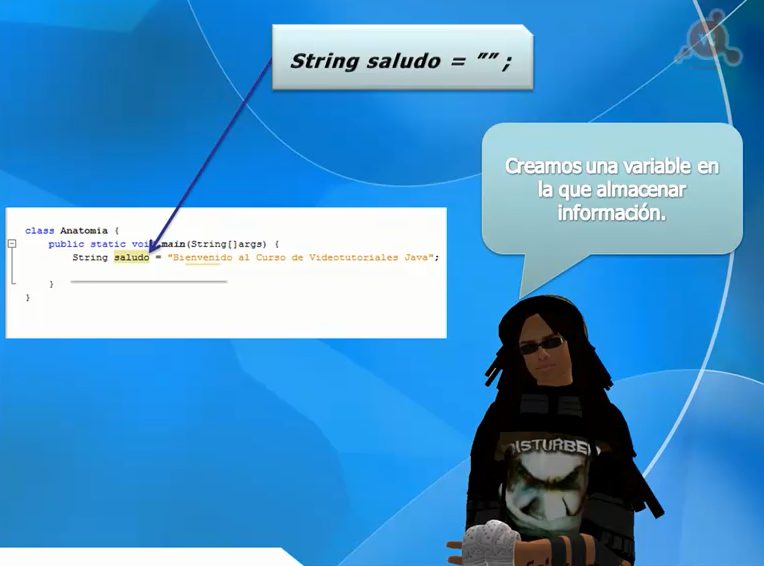 String saludo = "" ;
Creamos una variable en
la que almacenar
información.
class Anatomia {
public static void main(String[]args) {
String saludo = "Bienvenido al Curso de Videotutoriales Java";
}
}
DISTURBED